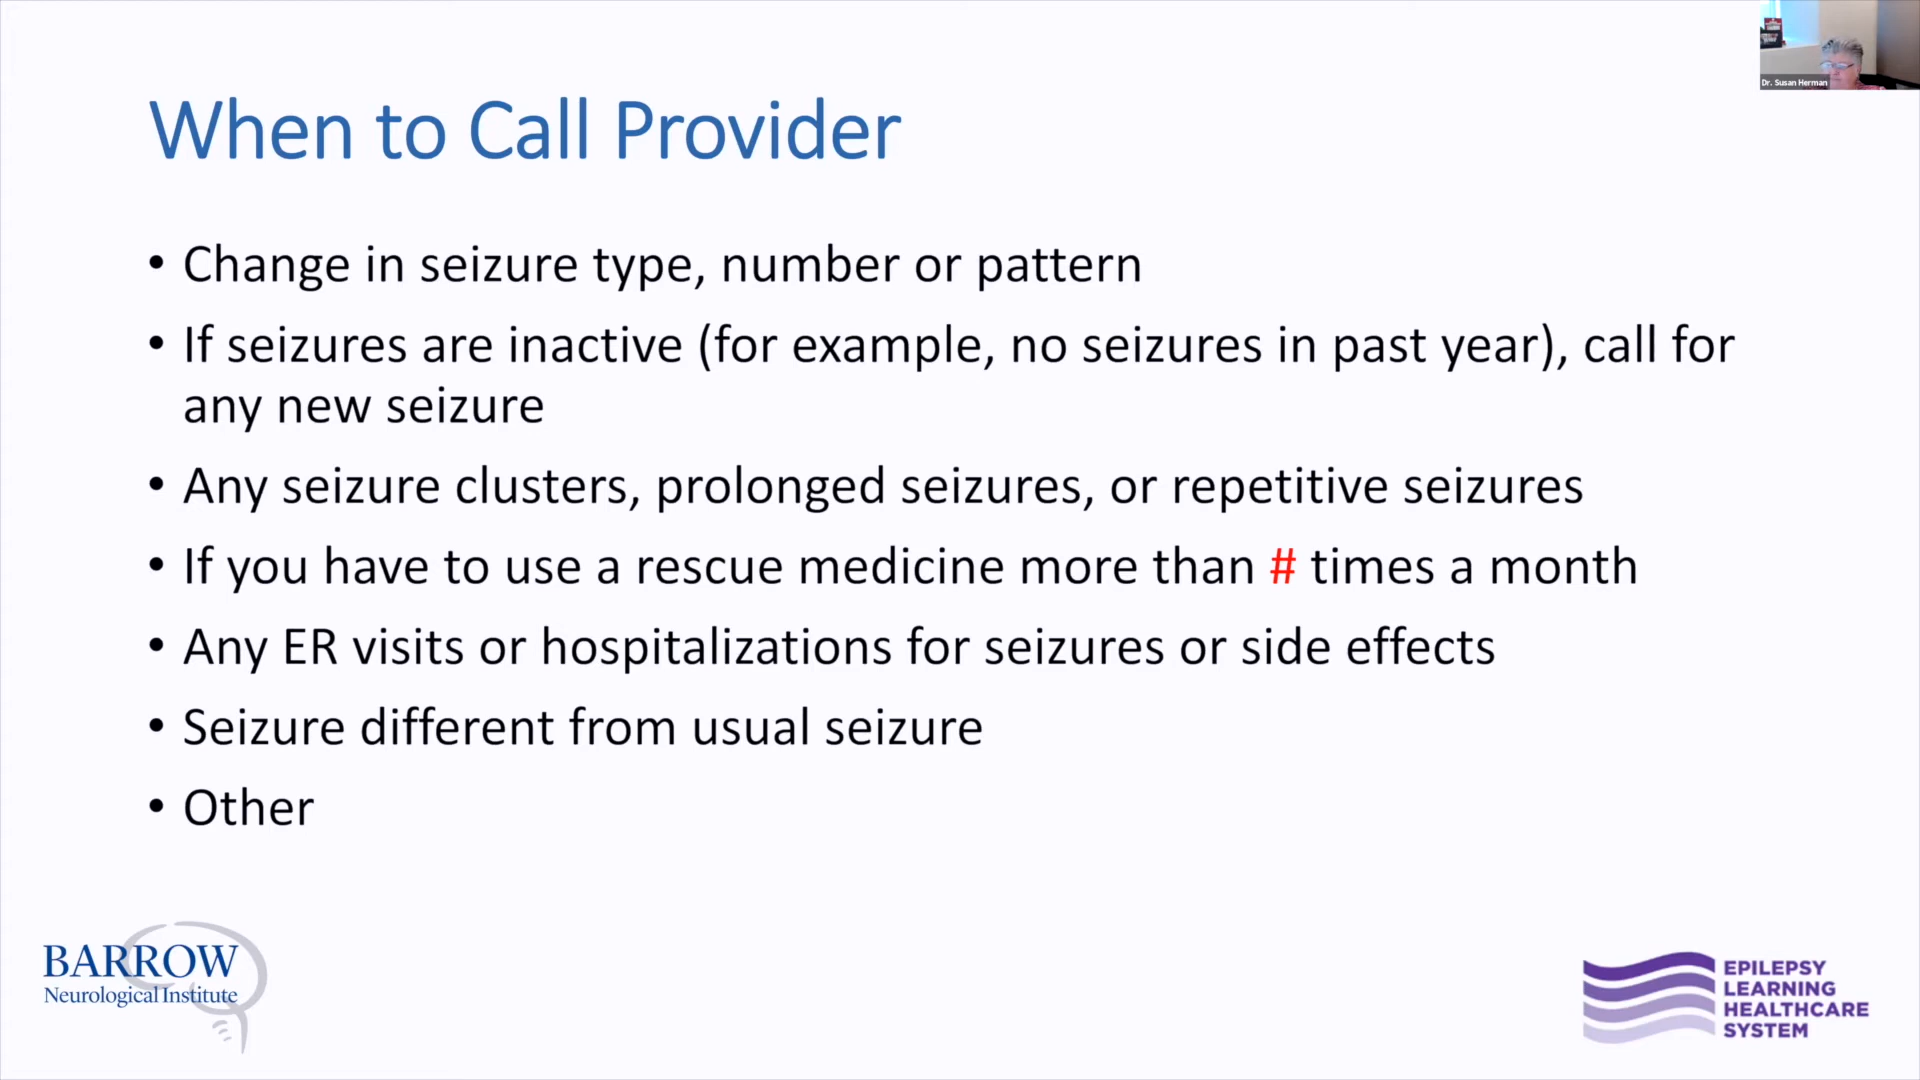 Dr. Susan Herman
When to Call Provider
• Change in seizure type, number or pattern
• If seizures are inactive (for example, no seizures in past year), call for
any new seizure
• Any seizure clusters, prolonged seizures, or repetitive seizures
• If you have to use a rescue medicine more than # times a month
• Any ER visits or hospitalizations for seizures or side effects
• Seizure different from usual seizure
• Other
BARROW
Neurological Institute
EPILEPSY
LEARNING
HEALTHCARE
SYSTEM